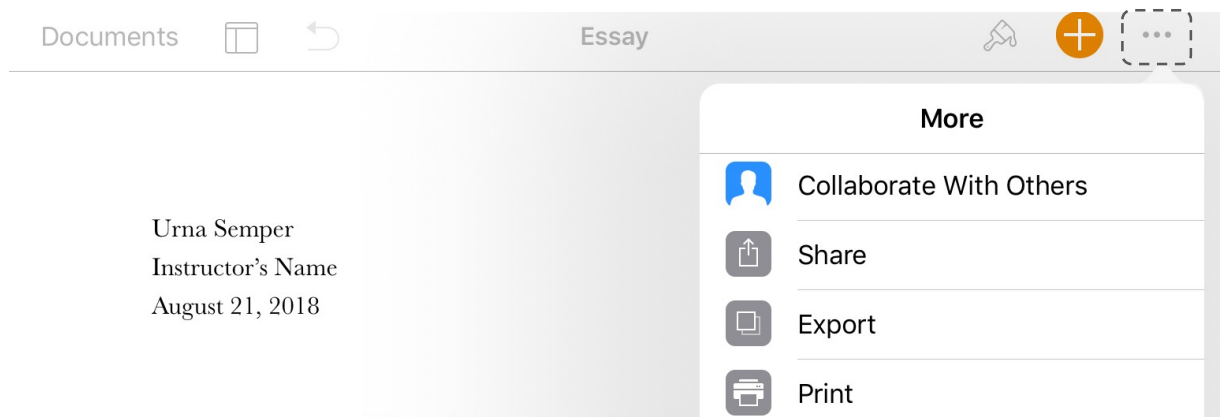 Documents Essay
More
Collaborate With Others
Share
Export
Print
Urna Semper
Instructor’s Name
August 21, 2018